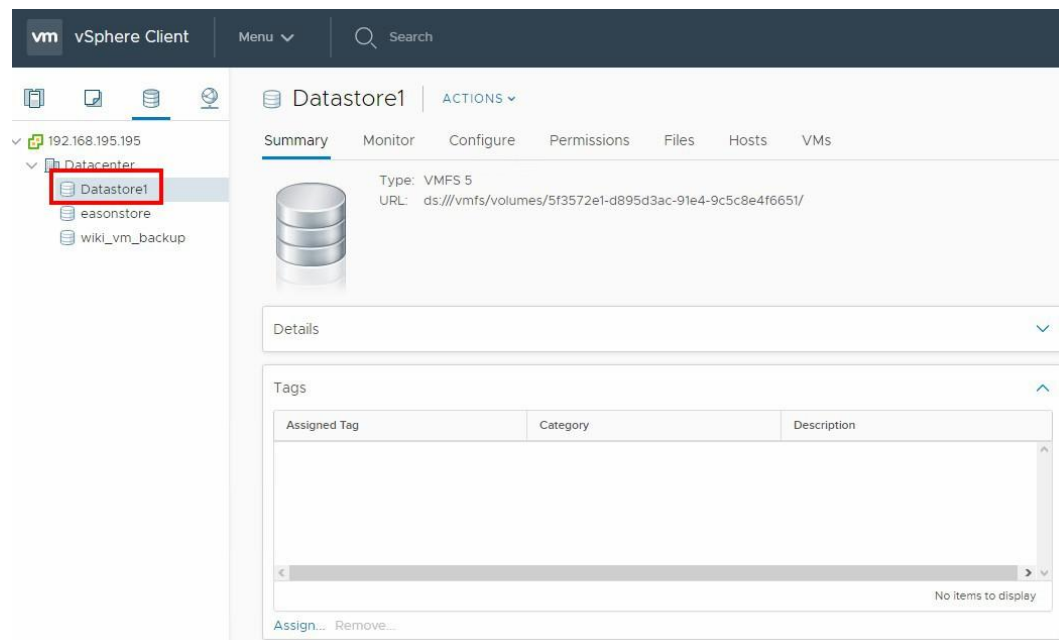 vm vSphere Client Menu Search
Datastore1 ACTIONS
192.168.195.195
Datacenter
Datastore1
easonstore
wiki_vm_backup
Summary Monitor Configure Permissions Files Hosts VMs
Type: VMFS 5
URL: ds:///vmfs/volumes/5f3572e1-d895d3ac-91e4-9c5c8e4f6651/
Details
Tags
Assigned Tag Category Description
No items to display
Assign... Remove...